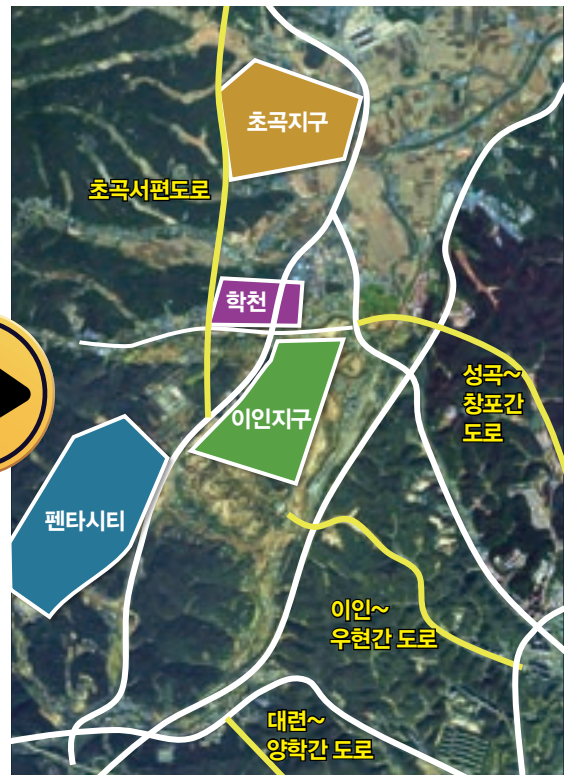 초곡지구
초곡서편도로
학천
성곡~
창포간
도로
이인지구
펜타시티
이인~
우현간 도로
대련~
양학간 도로